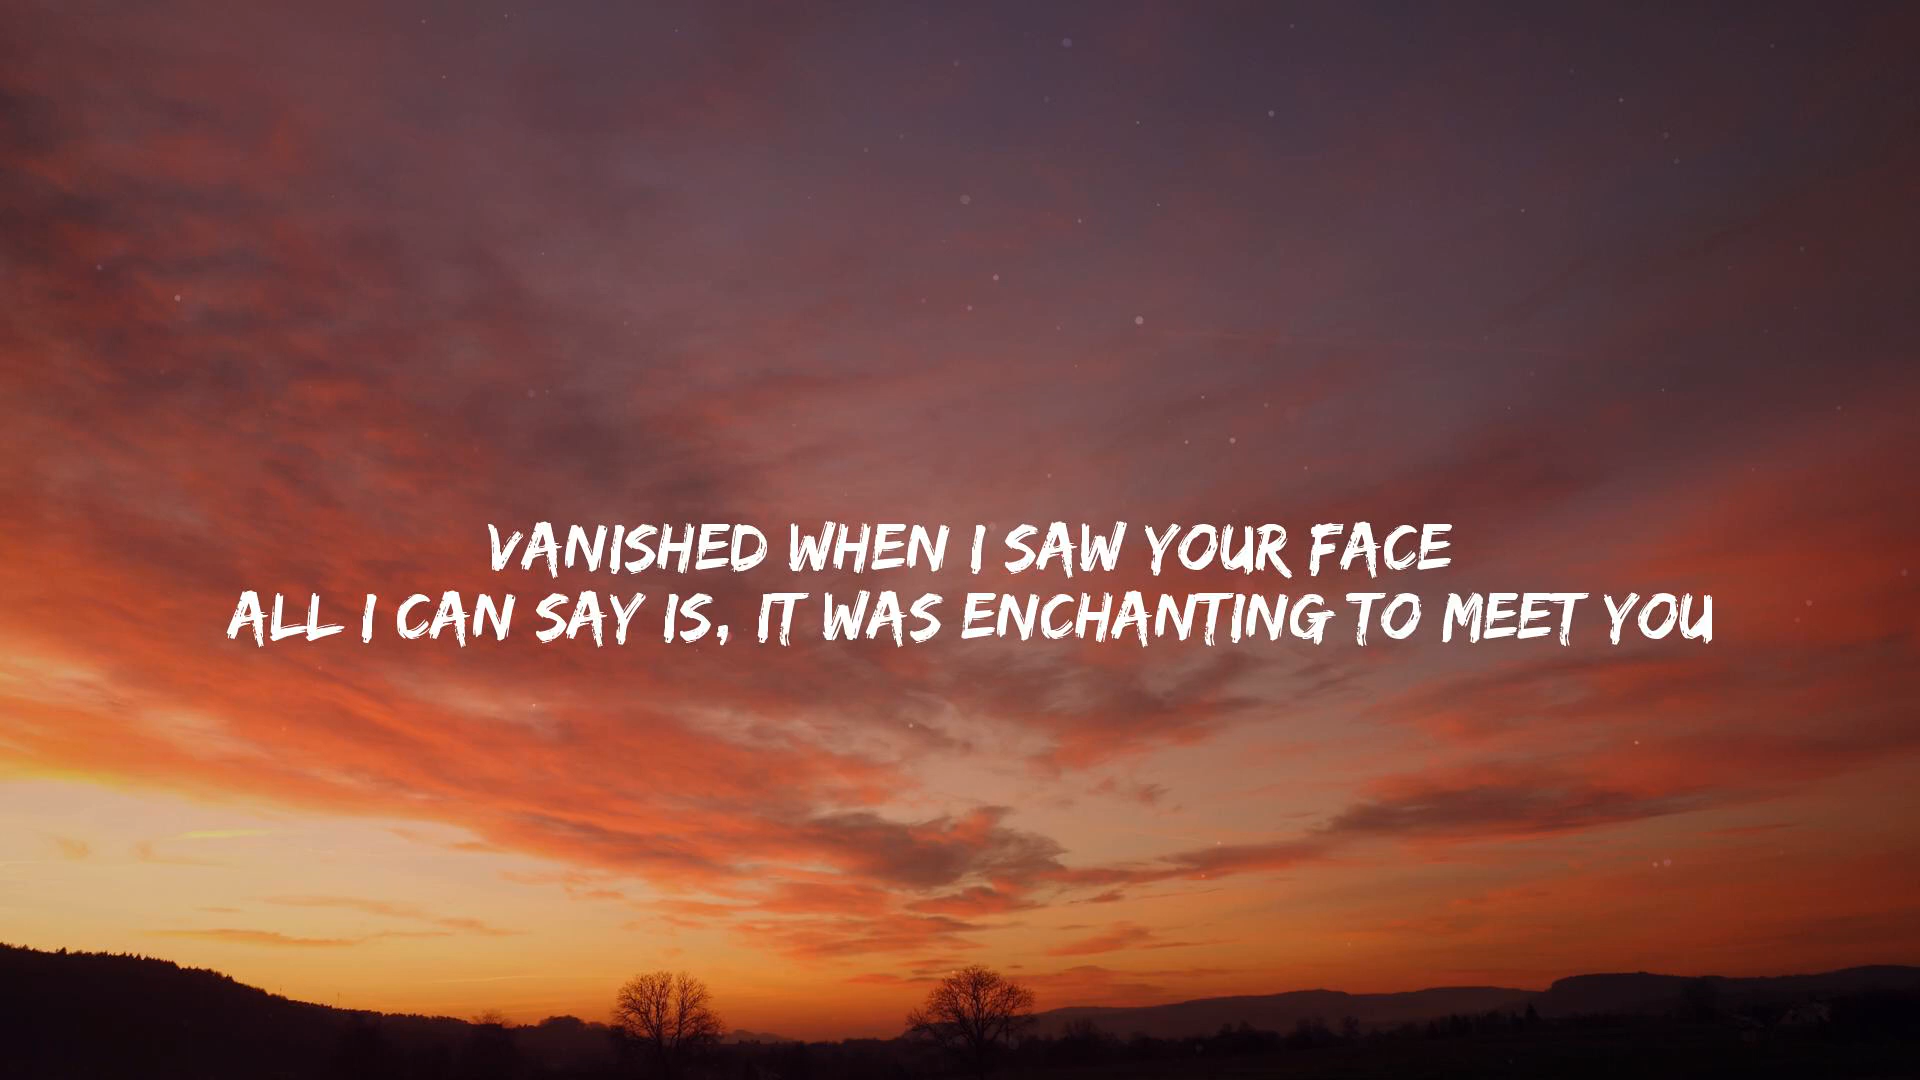 VANISHED WHEN I SAW YOUR FACE
ALL I CAN SAY IS, IT WAS ENCHANTING TO MEET YOU